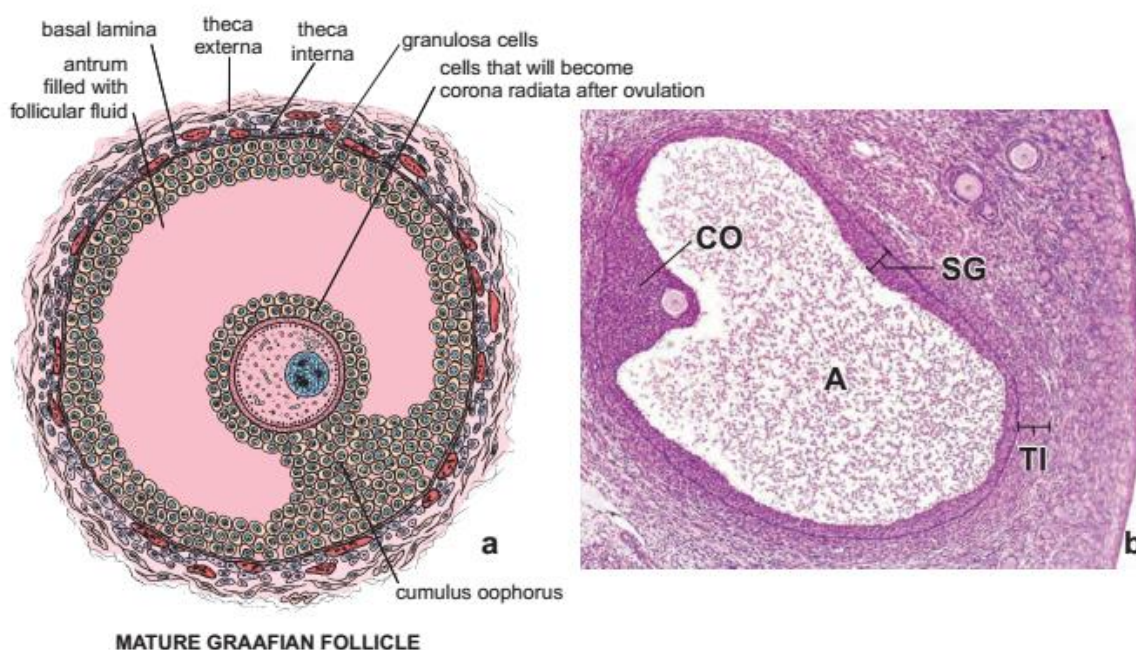 basal lamina
theca
externa
theca
interna
granulosa cells
antrum
filled with
follicular fluid
cells that will become
corona radiata after ovulation
CO
SG
A
TI
a
b
cumulus oophorus
MATURE GRAAFIAN FOLLICLE